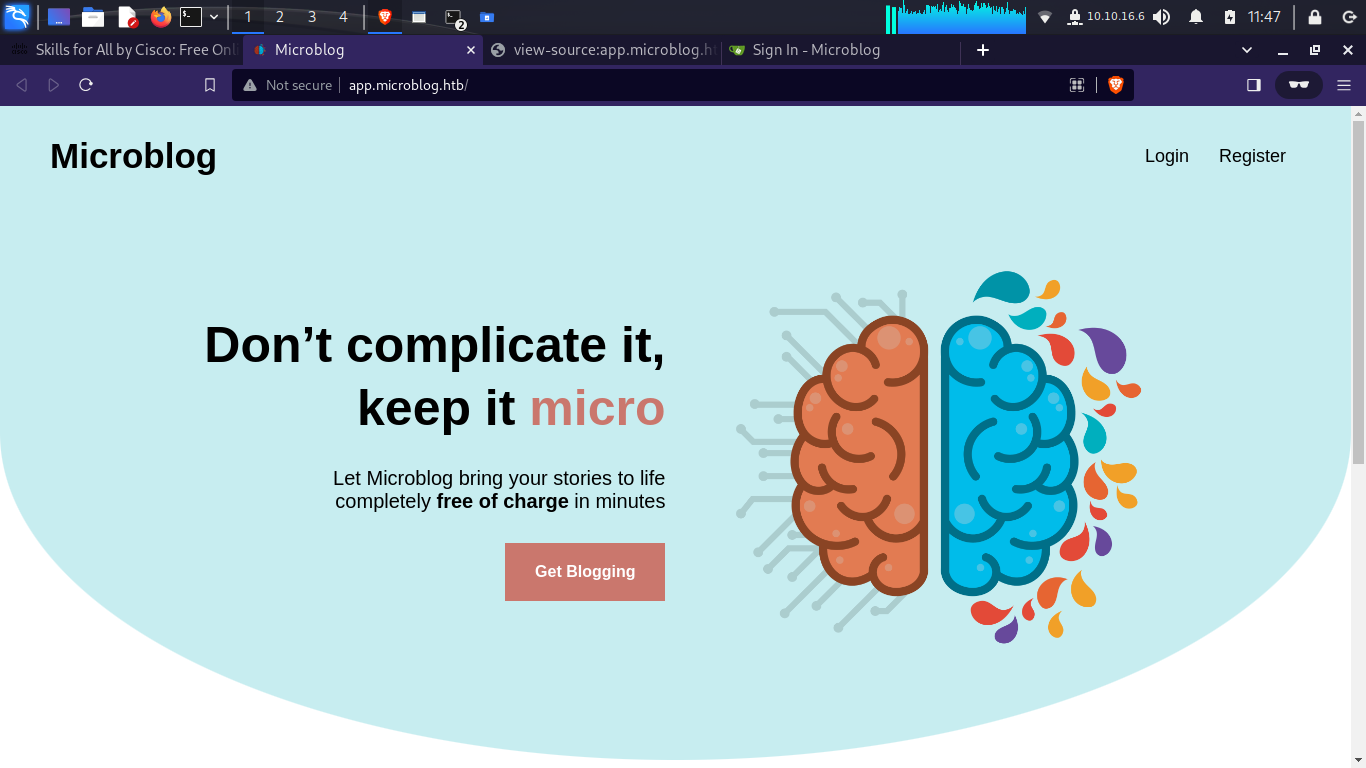 1 2 3 4 2 10.10.16.6 11:47
Skills for All by Cisco: Free Onl Microblog view-source:app.microblog.ht Sign In - Microblog
Not secure app.microblog.htb/
Microblog Login Register
Don’t complicate it,
keep it micro
Let Microblog bring your stories to life
completely free of charge in minutes
Get Blogging